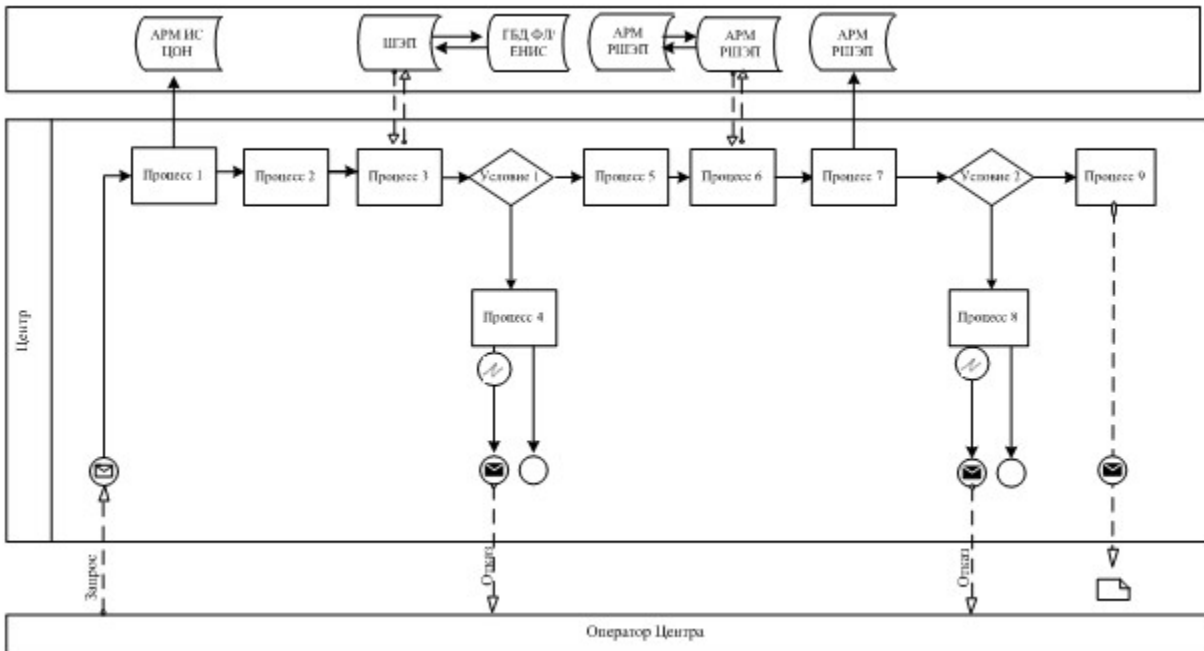 АРМ ИС
ЦОН
ШЭП
ГБД ФЛ/
ЕНИС
АРМ
РШЭП
АРМ
РШЭП
АРМ
РШЭП
Процесс 1
Процесс 2
Процесс 3
Условие 1
Процесс 5
Процесс 6
Процесс 7
Условие 2
Процесс 9
Процесс 4
Процесс 8
Центр
Запрос
Отказ
Отказ
Оператор Центра